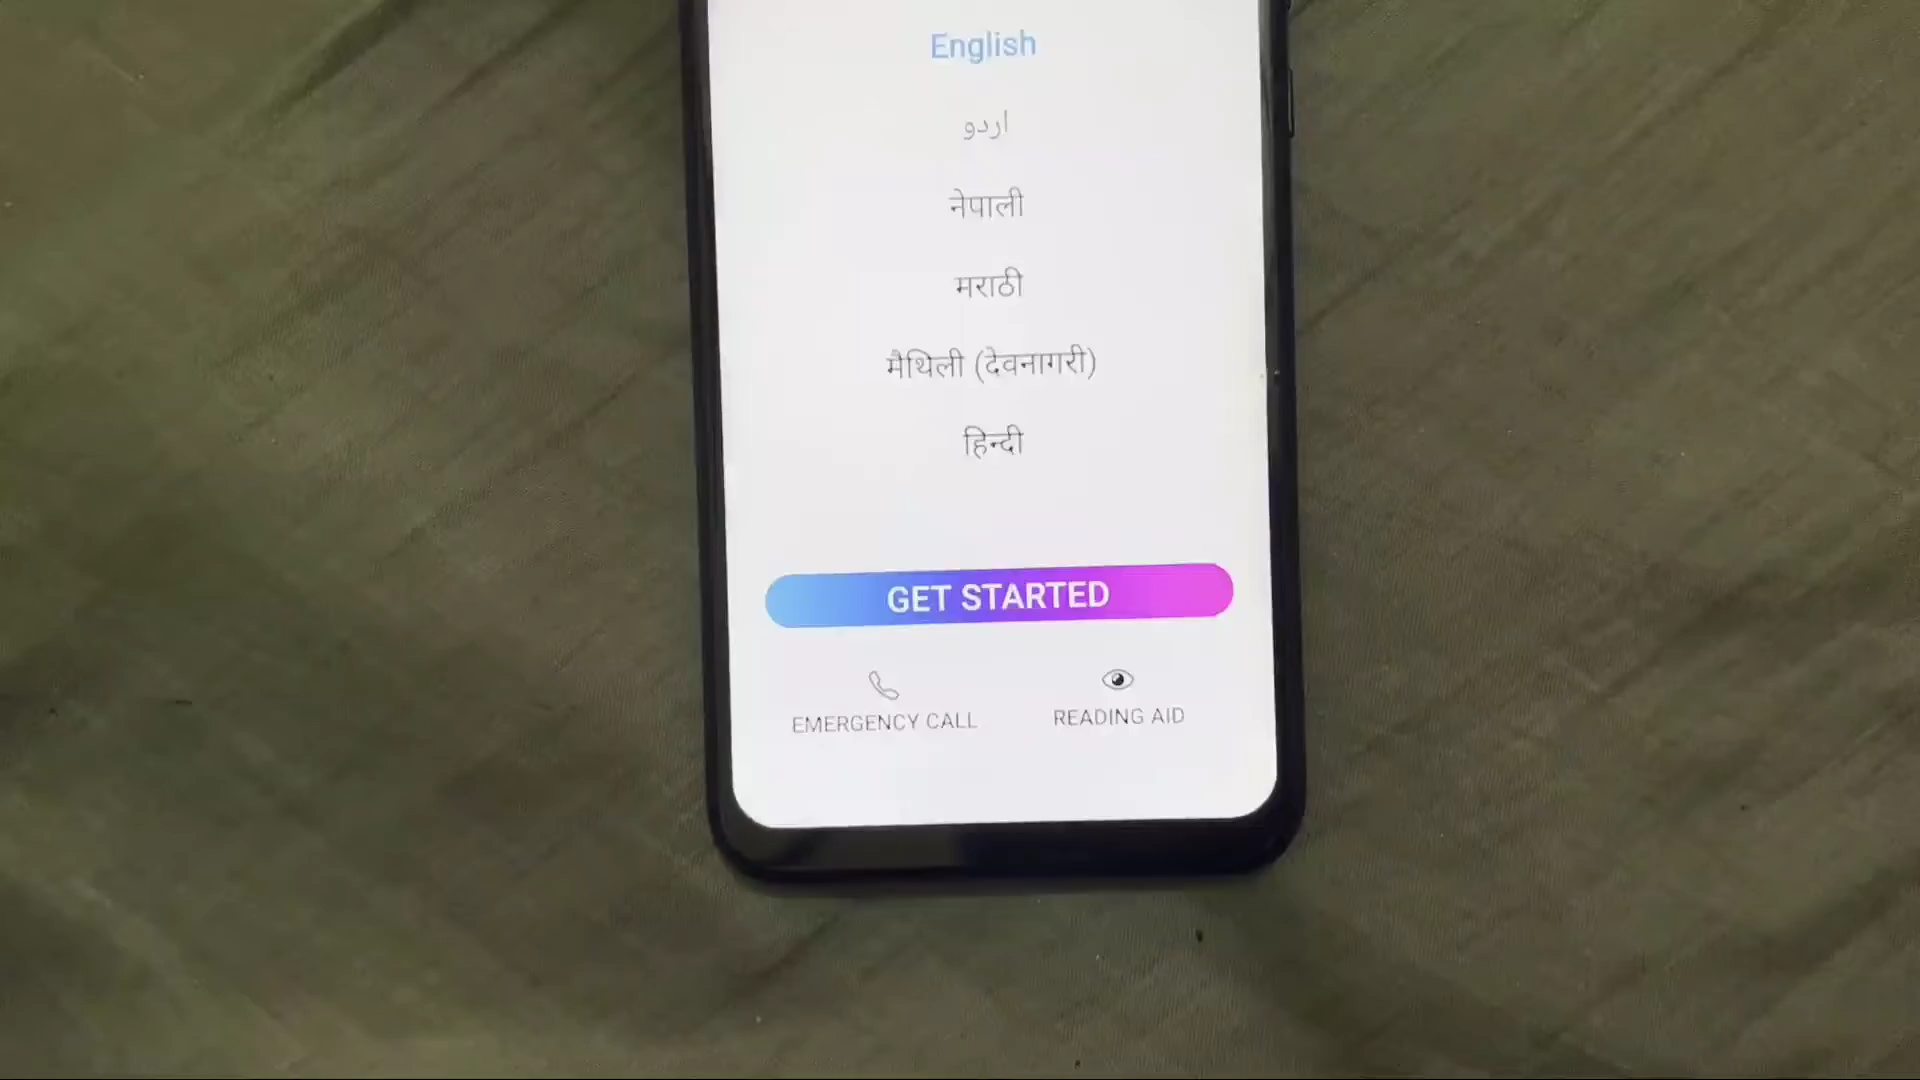 English
اردو
नेपाली
मराठी
मैथिली (देवनागरी)
हिन्दी
GET STARTED
EMERGENCY CALL
READING AID